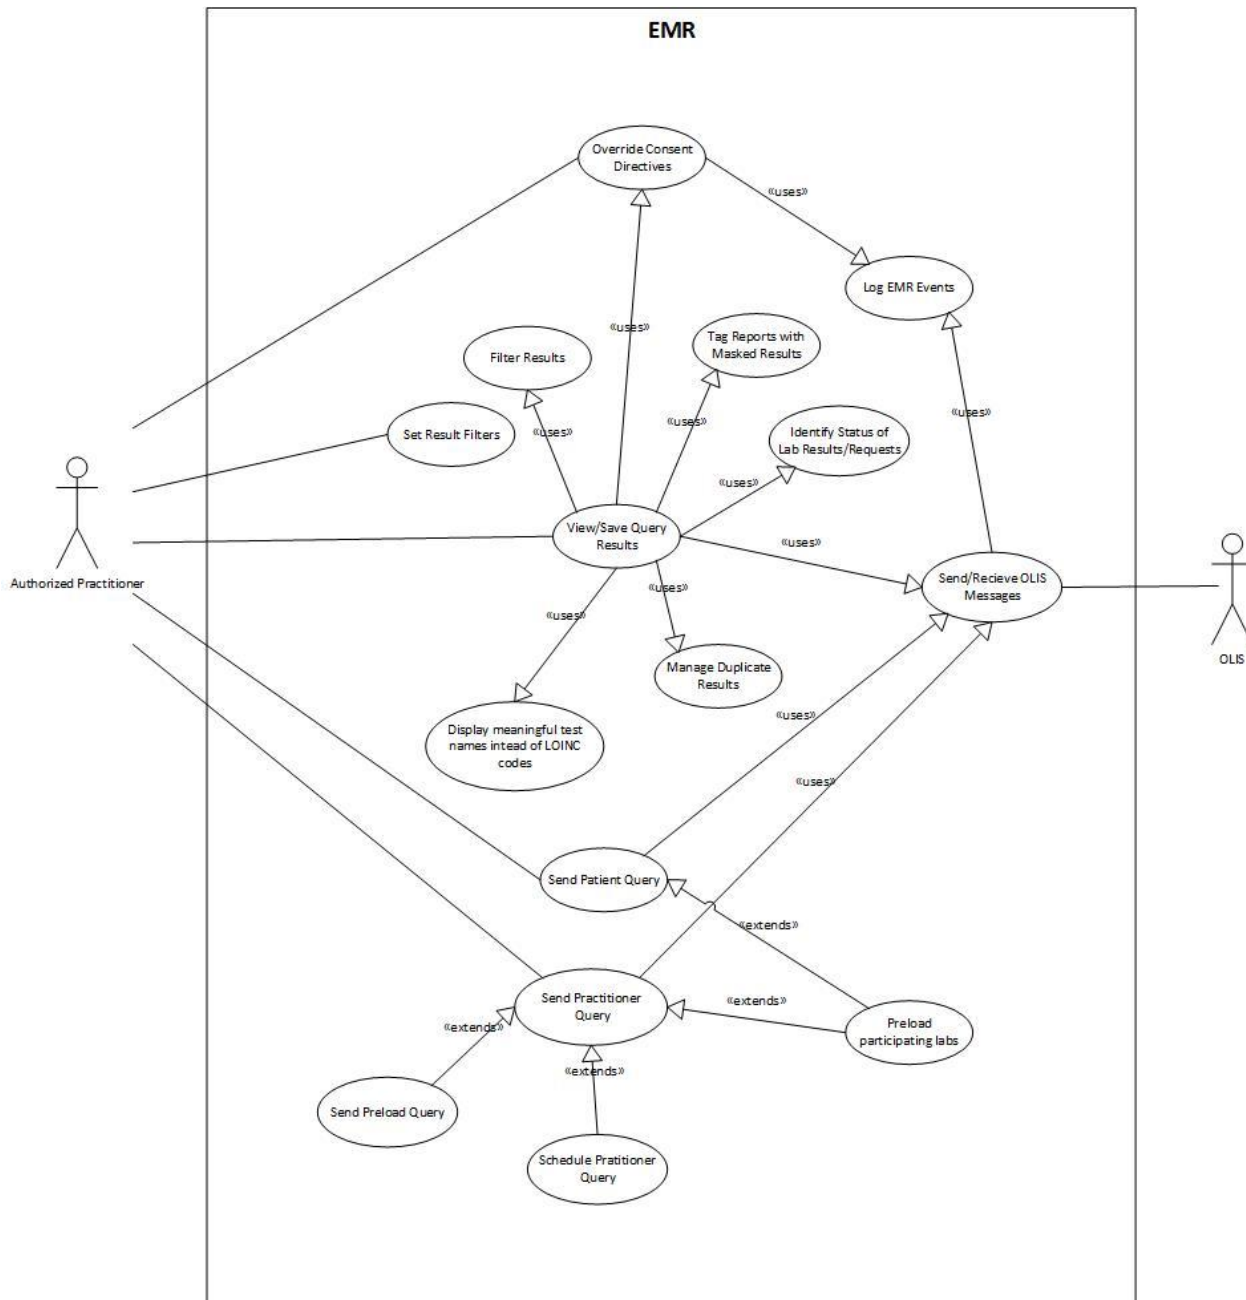 EMR
Override Consent
Directives
«uses»
Log EMR Events
«uses»
Tag Reports with
Masked Results
Filter Results
«uses»
«uses»
«uses»
Set Result Filters
Identify Status of
Lab Results/Requests
«uses»
View/Save Query
Results
«uses»
Authorized Practitioner
Send/Recieve OLIS
Messages
«uses»
«uses»
OLIS
Manage Duplicate
Results
Display meaningful test
names intead of LOINC
codes
«uses»
«uses»
Send Patient Query
«extends»
Send Practitioner
Query
«extends»
Preload
participating labs
«extends»
«extends»
Send Preload Query
Schedule Pratitioner
Query